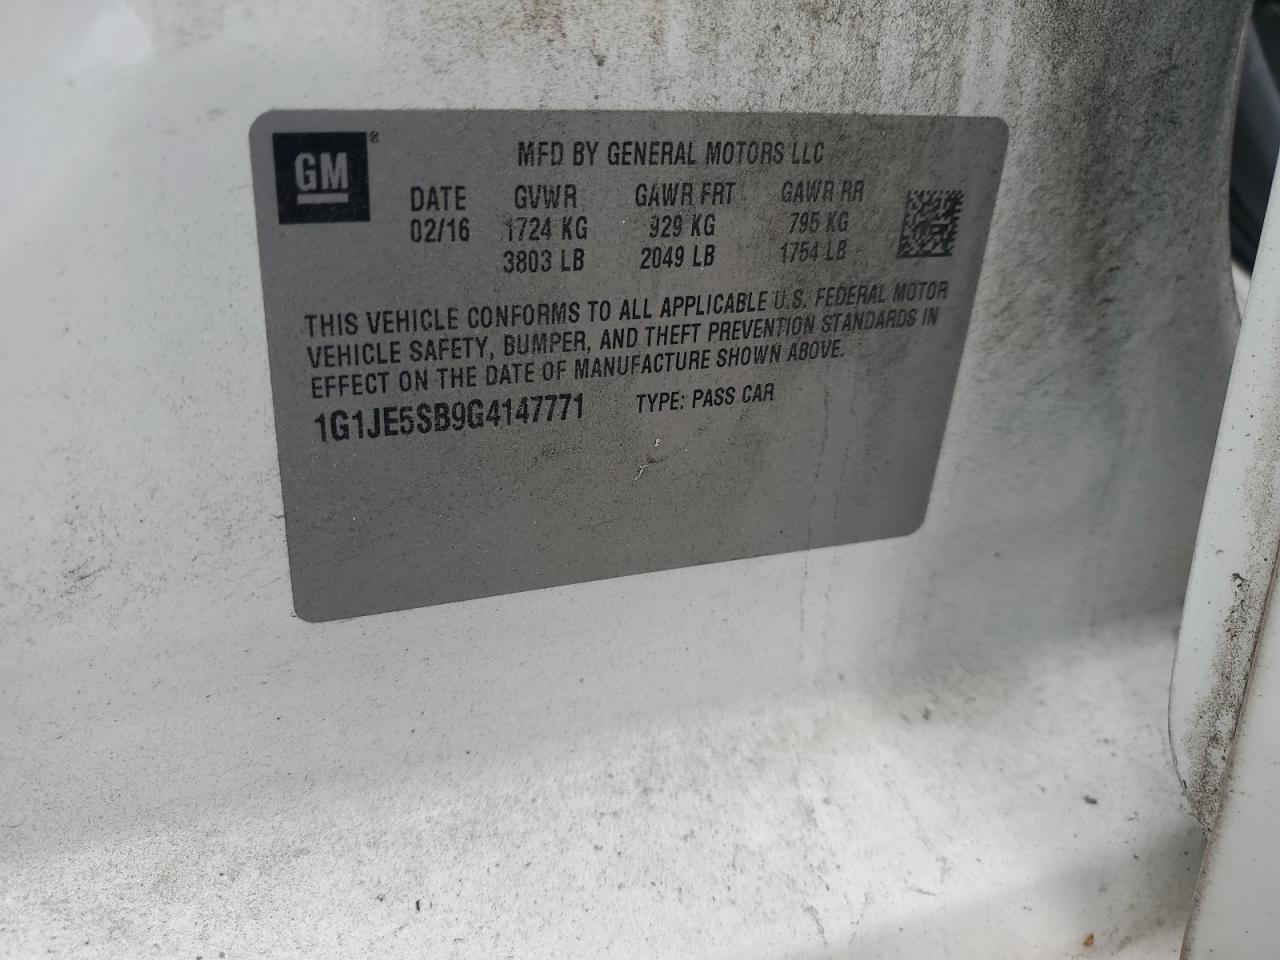 GM ®
MFD BY GENERAL MOTORS LLC
DATE GVWR GAWR FRT GAWR RR
02/16 1724 KG 929 KG 795 KG
3803 LB 2049 LB 1754 LB
THIS VEHICLE CONFORMS TO ALL APPLICABLE U.S. FEDERAL MOTOR
VEHICLE SAFETY, BUMPER, AND THEFT PREVENTION STANDARDS IN
EFFECT ON THE DATE OF MANUFACTURE SHOWN ABOVE.
1G1JE5SB9G4147771 TYPE: PASS CAR